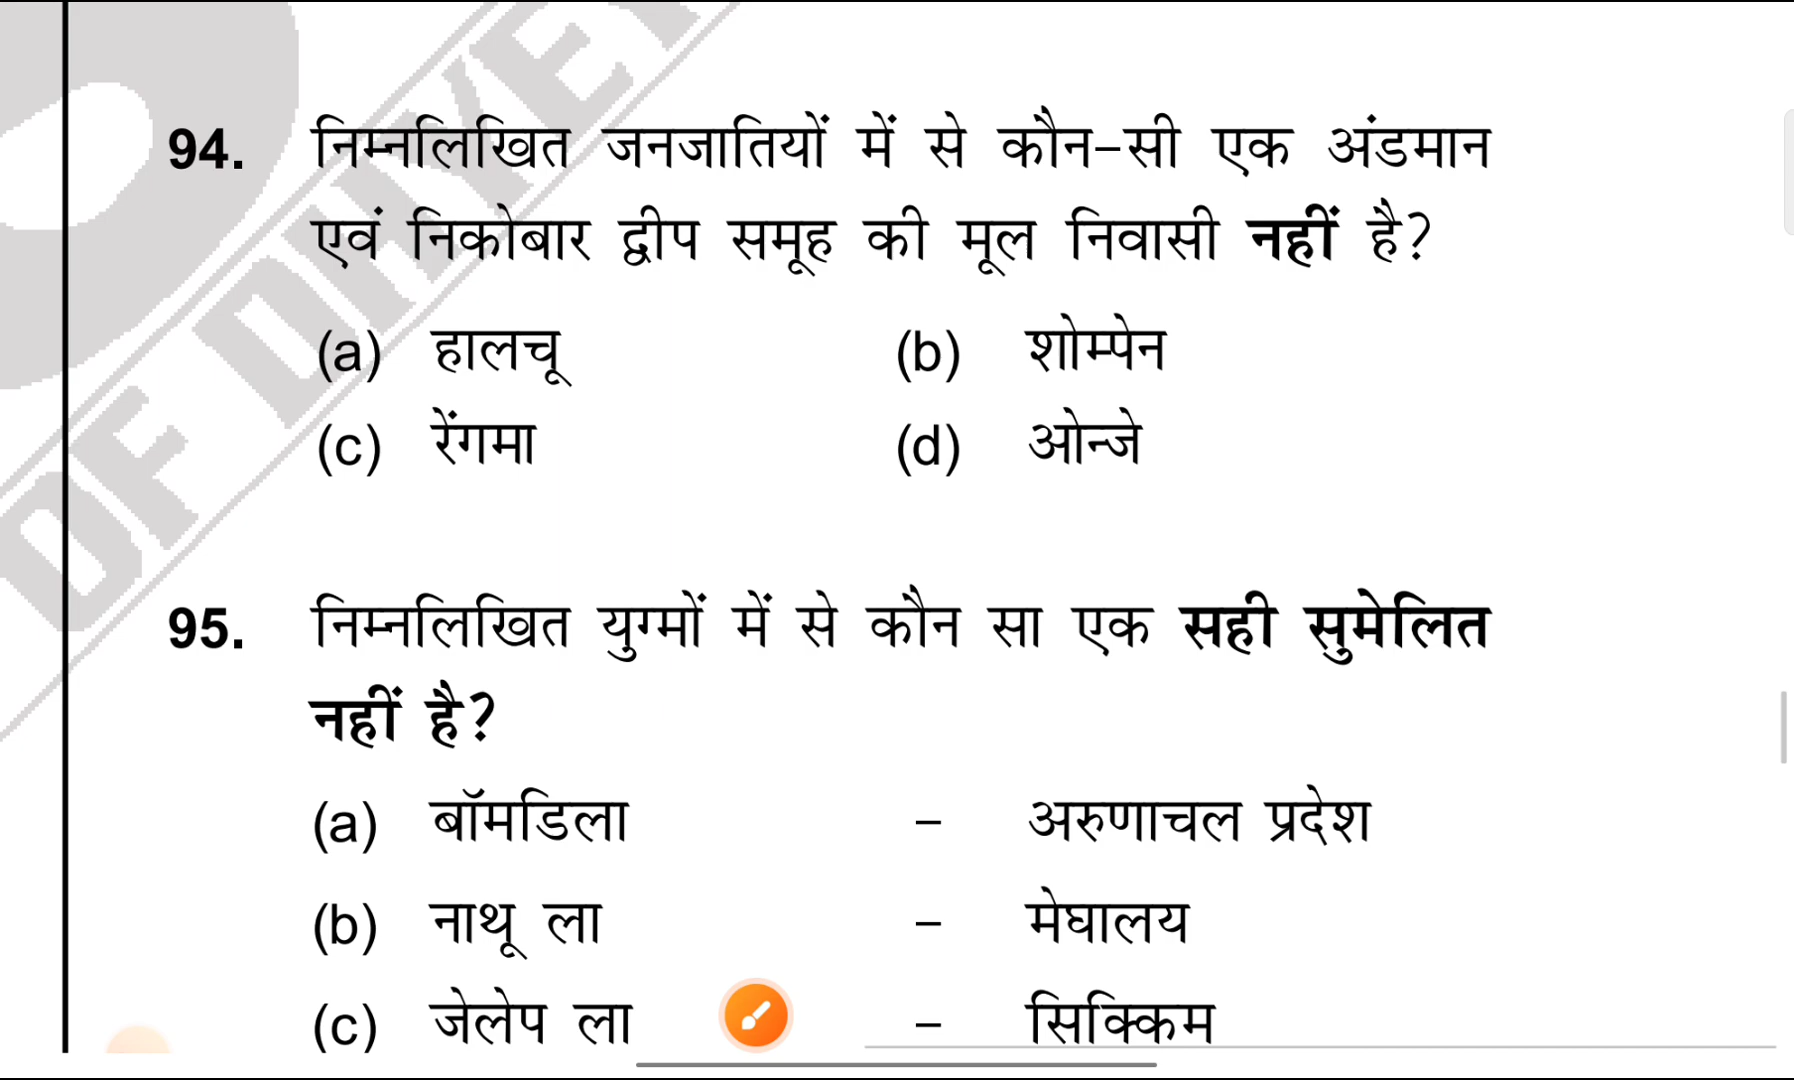 94. निम्नलिखित जनजातियों में से कौन-सी एक अंडमान
एवं निकोबार द्वीप समूह की मूल निवासी नहीं है?
(a) हालचू (b) शोम्पेन
(c) रेंगमा (d) ओन्जे
95. निम्नलिखित युग्मों में से कौन सा एक सही सुमेलित
नहीं है?
(a) बॉमडिला – अरुणाचल प्रदेश
(b) नाथू ला – मेघालय
(c) जेलेप ला – सिक्किम